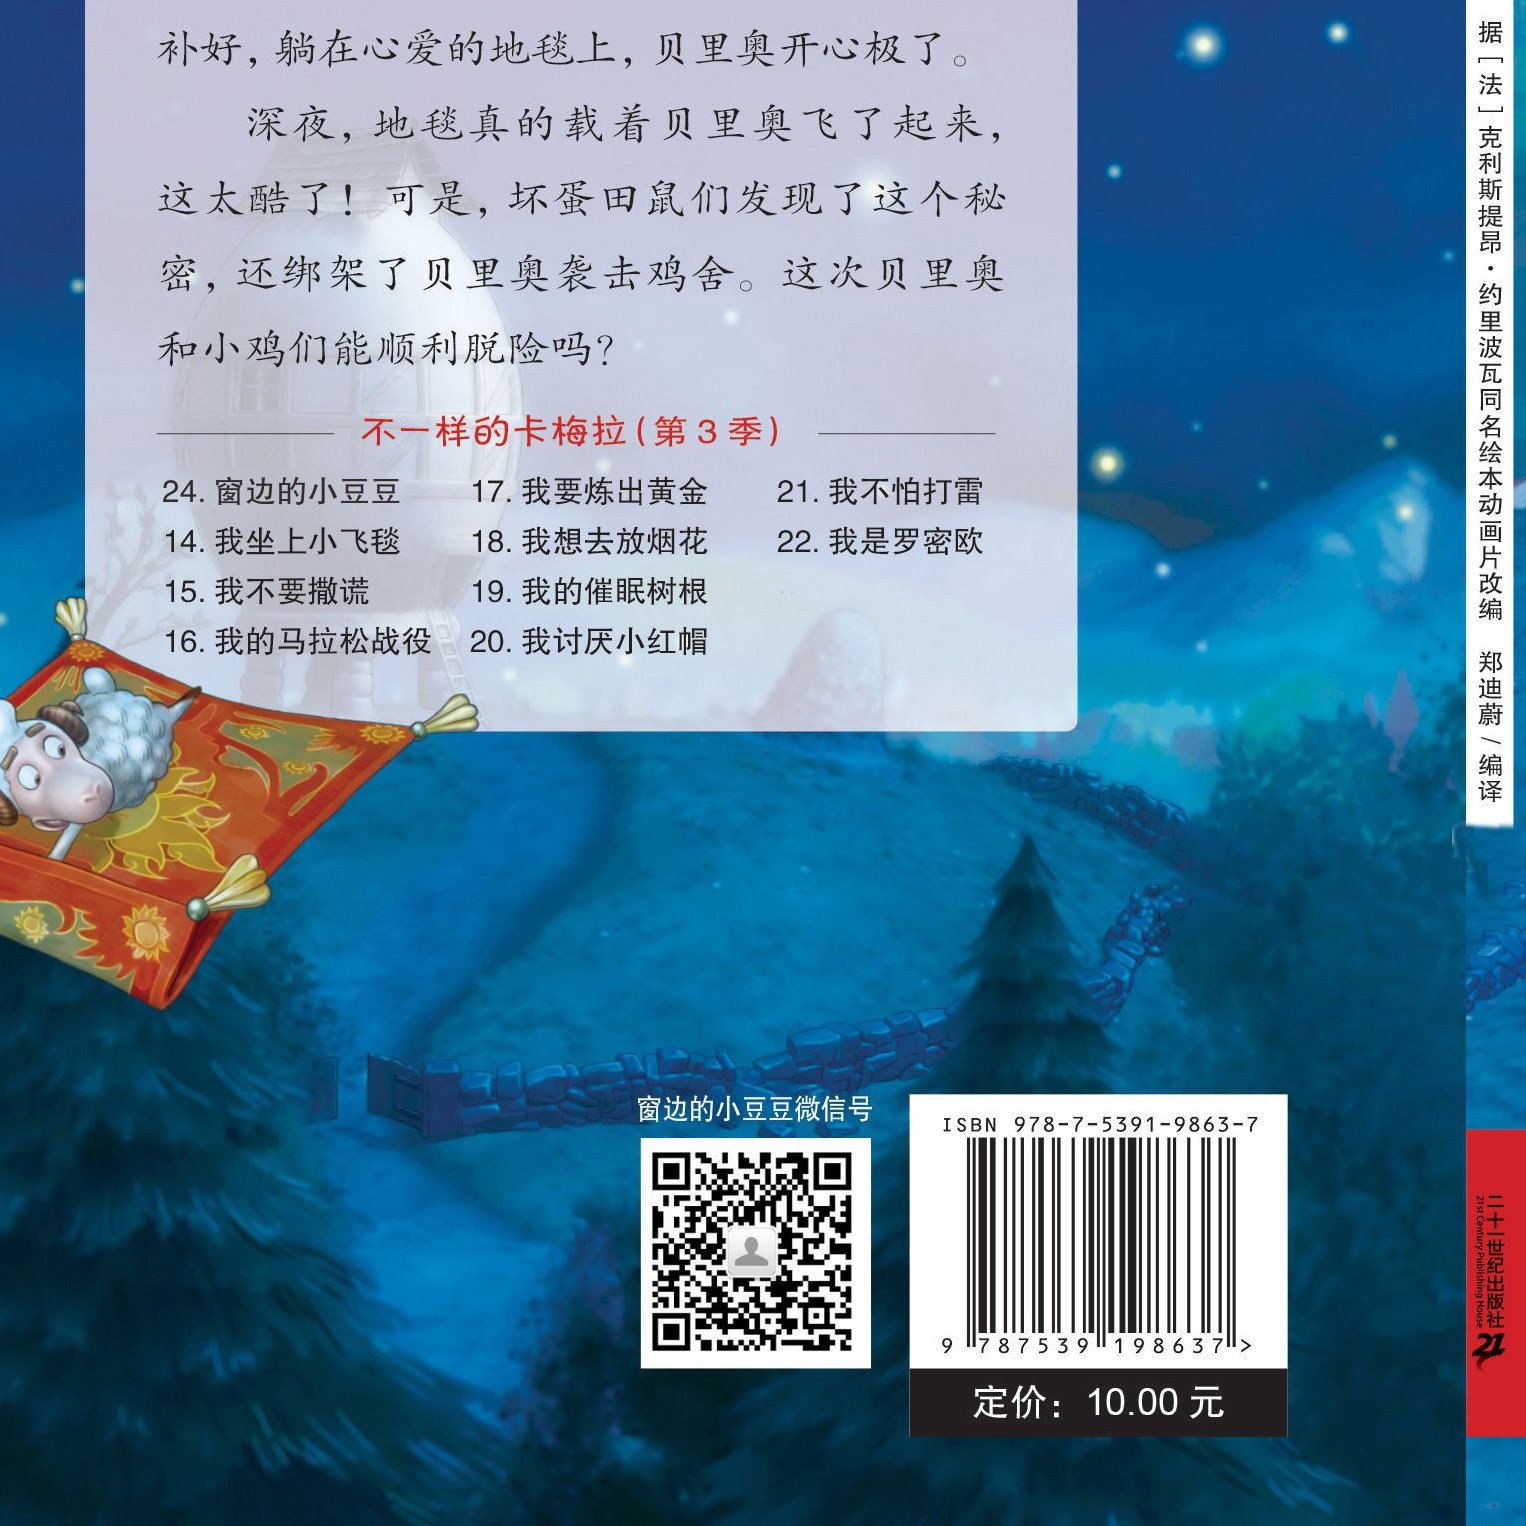 补好，躺在心爱的地毯上，贝里奥开心极了。
深夜，地毯真的载着贝里奥飞了起来，
这太酷了！可是，坏蛋田鼠们发现了这个秘
密，还绑架了贝里奥袭击鸡舍。这次贝里奥
和小鸡们能顺利脱险吗？
不一样的卡梅拉（第3季）
24. 窗边的小豆豆 17. 我要炼出黄金 21. 我不怕打雷
14. 我坐上小飞毯 18. 我想去放烟花 22. 我是罗密欧
15. 我不要撒谎 19. 我的催眠树根
16. 我的马拉松战役 20. 我讨厌小红帽
窗边的小豆豆微信号
ISBN 978-7-5391-9863-7
9 787539 198637 >
定价：10.00 元
据［法］克利斯提昂·约里波瓦同名绘本动画片改编 郑迪蔚/编译
二十一世纪出版社
21st Century Publishing House
21